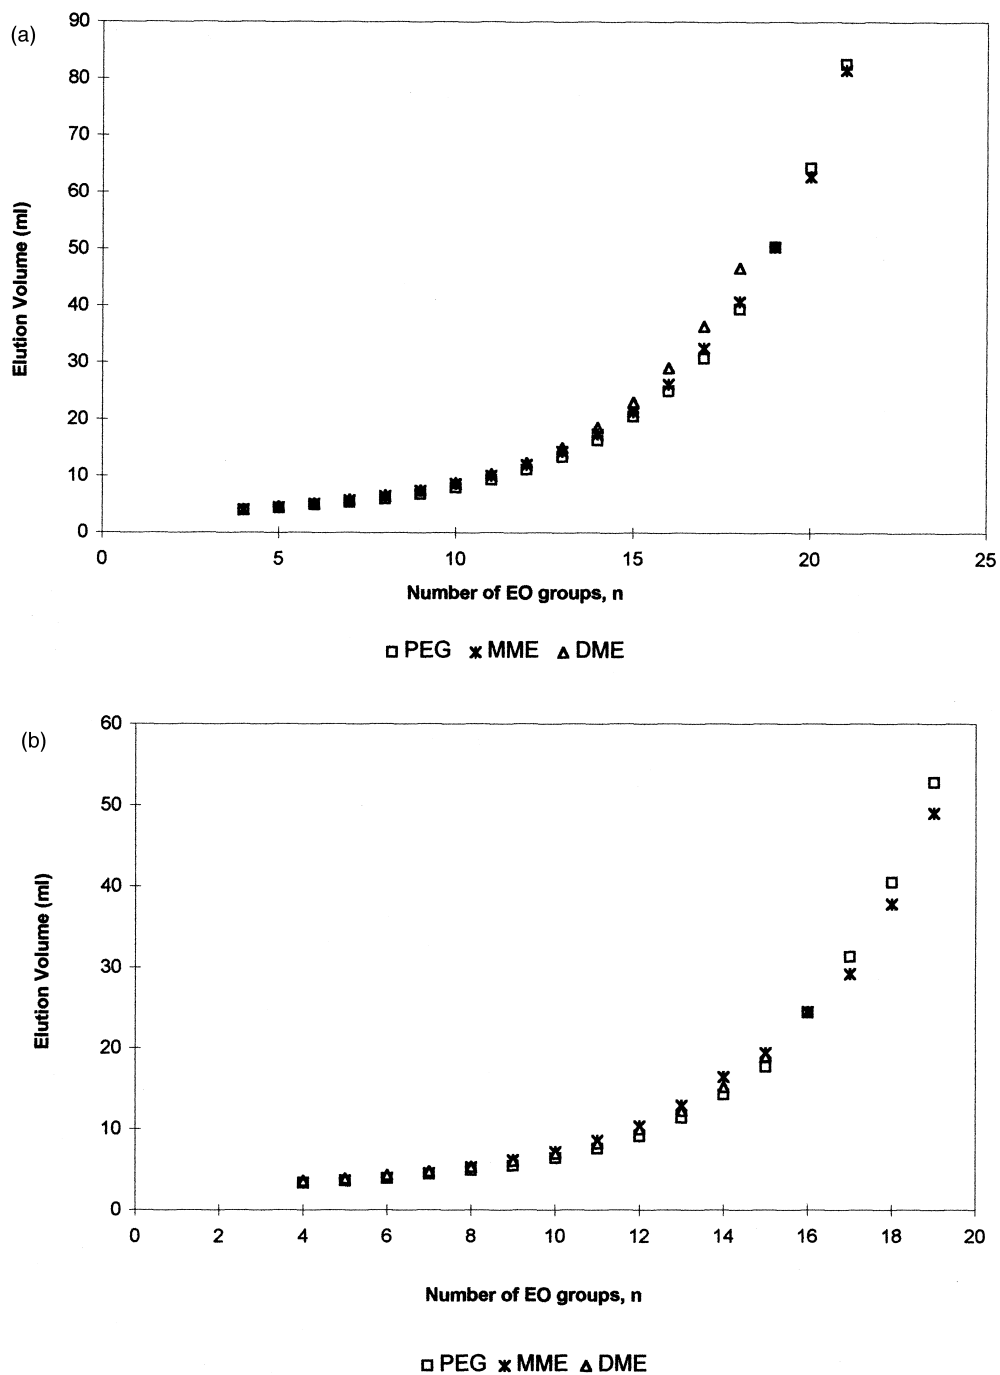 (a)
90
80
70
60
50
40
30
20
10
0
Elution Volume (ml)
0 5 10 15 20 25
Number of EO groups, n
PEG MME DME
(b)
60
50
40
30
20
10
0
Elution Volume (ml)
0 2 4 6 8 10 12 14 16 18 20
Number of EO groups, n
PEG MME DME